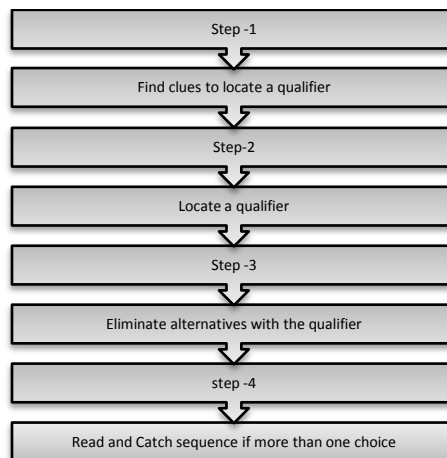 Step -1
Find clues to locate a qualifier
Step-2
Locate a qualifier
Step -3
Eliminate alternatives with the qualifier
step -4
Read and Catch sequence if more than one choice